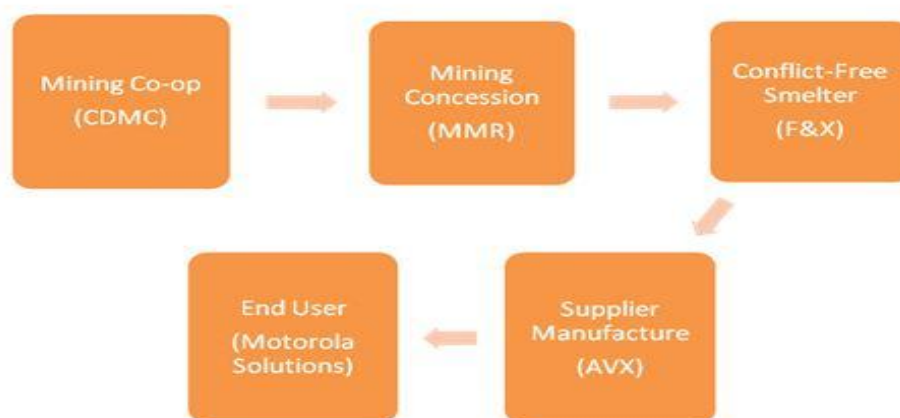 Mining Co-op
(CDMC)
Mining
Concession
(MMR)
Conflict-Free
Smelter
(F&X)
Supplier
Manufacture
(AVX)
End User
(Motorola
Solutions)